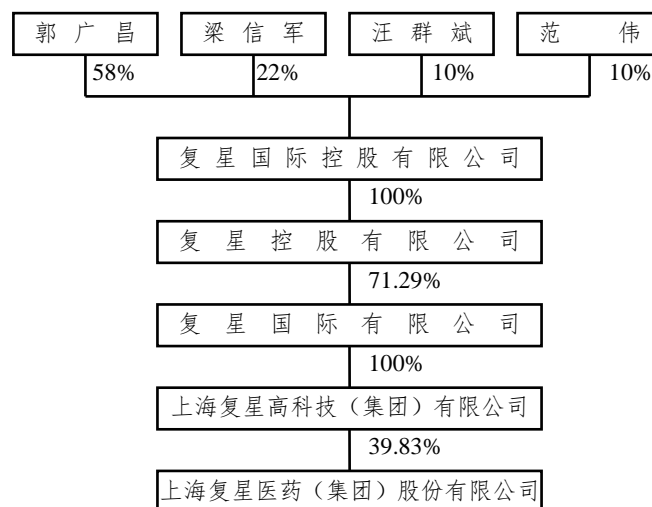 郭广昌 梁信军 汪群斌 范伟
58% 22% 10% 10%
复星国际控股有限公司
100%
复星控股有限公司
71.29%
复星国际有限公司
100%
上海复星高科技（集团）有限公司
39.83%
上海复星医药（集团）股份有限公司